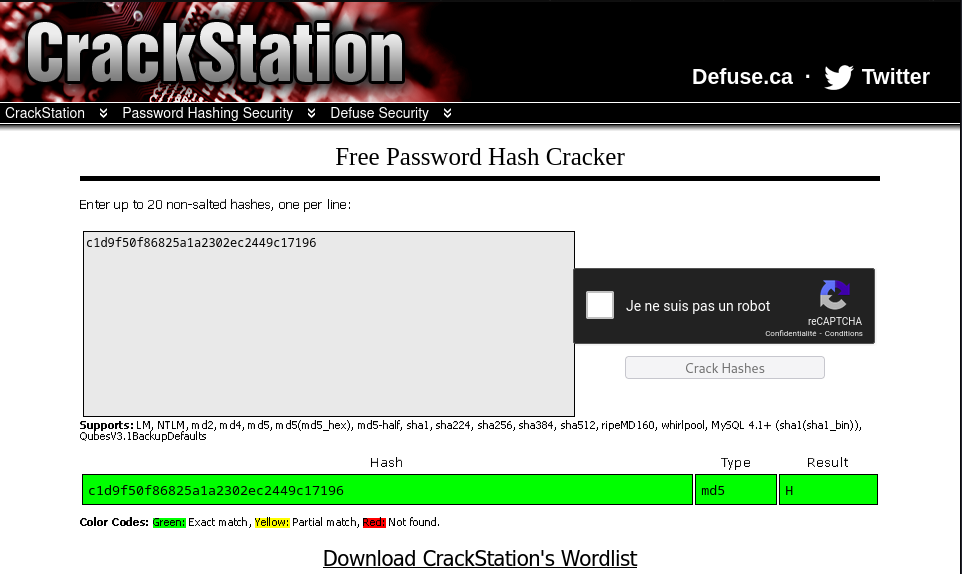 CrackStation
Defuse.ca · Twitter
CrackStation Password Hashing Security Defuse Security
Free Password Hash Cracker
Enter up to 20 non-salted hashes, one per line:
c1d9f50f86825a1a2302ec2449c17196
Je ne suis pas un robot
reCAPTCHA
Confidentialité - Conditions
Crack Hashes
Supports: LM, NTLM, md2, md4, md5, md5(md5_hex), md5-half, sha1, sha224, sha256, sha384, sha512, ripeMD160, whirlpool, MySQL 4.1+ (sha1(sha1_bin)),
QubesV3.1BackupDefaults
Hash Type Result
c1d9f50f86825a1a2302ec2449c17196 md5 H
Color Codes: Green: Exact match, Yellow: Partial match, Red: Not found.
Download CrackStation's Wordlist